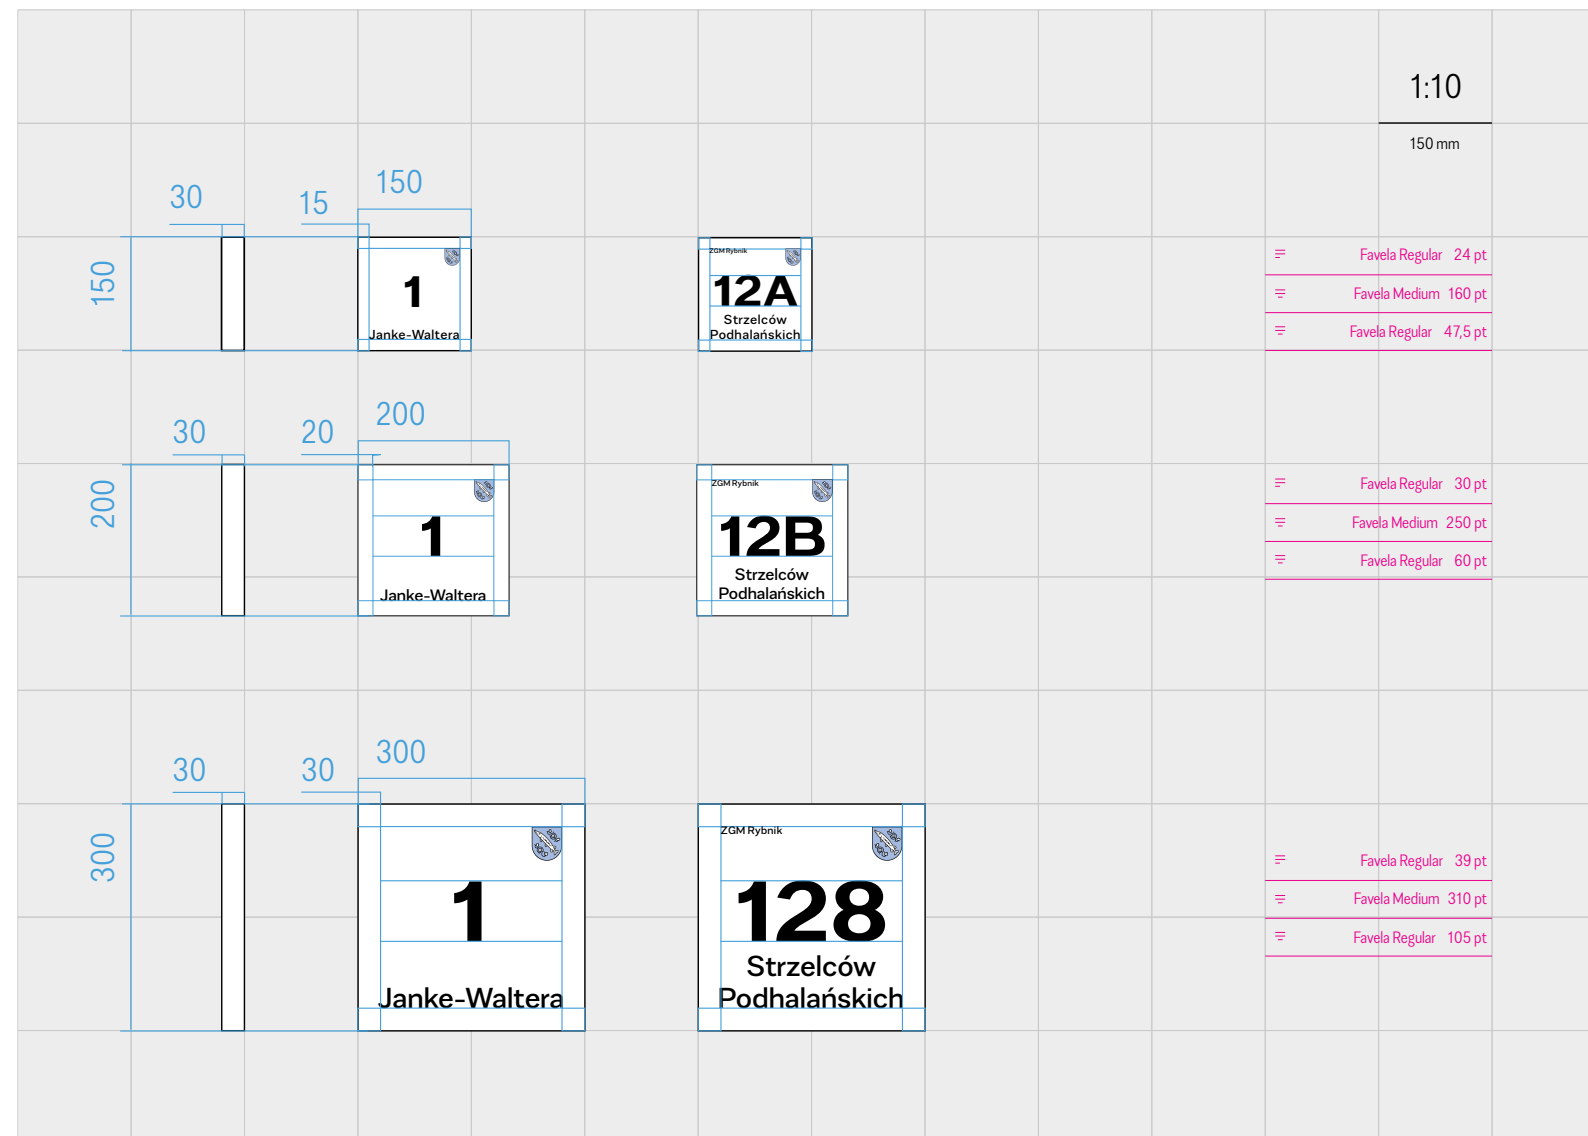 1:10
150 mm
30
15
150
150
1
Janke-Waltera
ZGM Rybnik
12A
Strzelców
Podhalańskich
Favela Regular 24 pt
Favela Medium 160 pt
Favela Regular 47,5 pt
30
20
200
200
1
Janke-Waltera
ZGM Rybnik
12B
Strzelców
Podhalańskich
Favela Regular 30 pt
Favela Medium 250 pt
Favela Regular 60 pt
30
30
300
300
1
Janke-Waltera
ZGM Rybnik
128
Strzelców
Podhalańskich
Favela Regular 39 pt
Favela Medium 310 pt
Favela Regular 105 pt